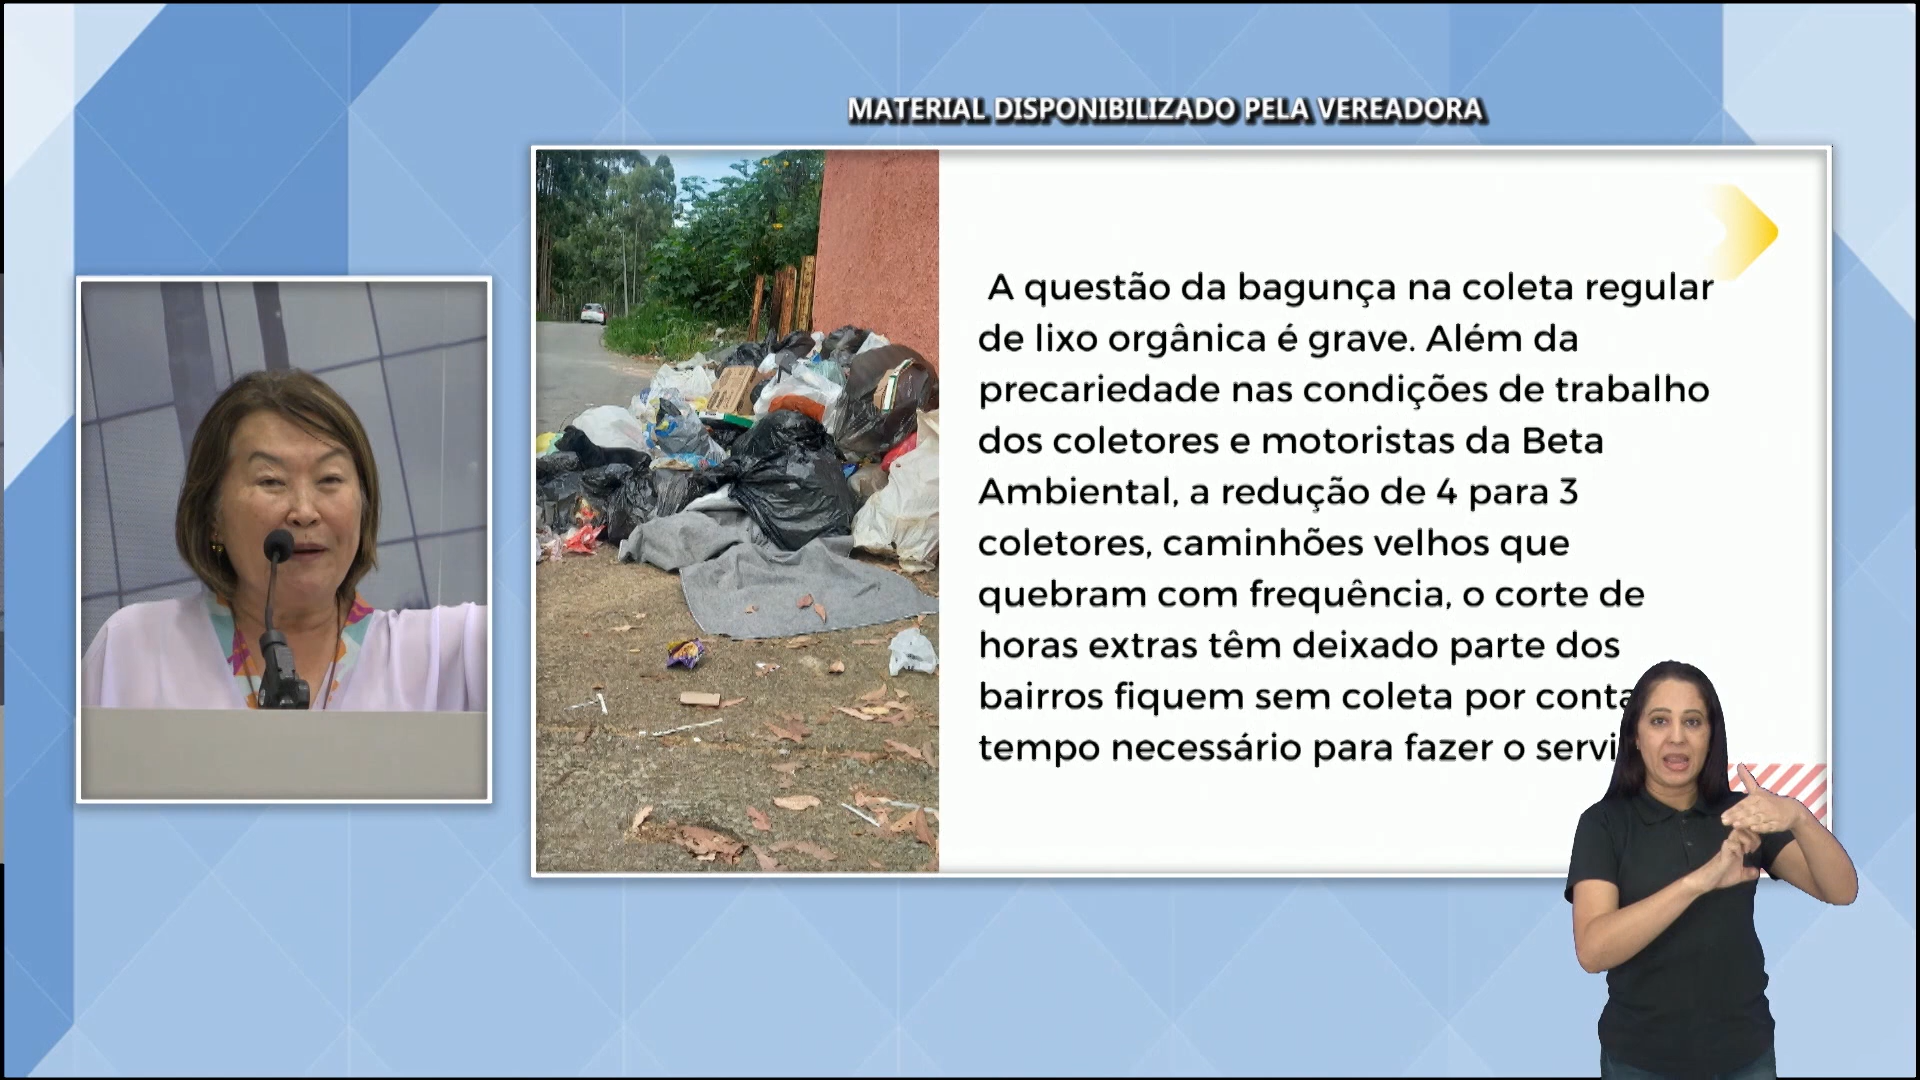 MATERIAL DISPONIBILIZADO PELA VEREADORA
A questão da bagunça na coleta regular
de lixo orgânica é grave. Além da
precariedade nas condições de trabalho
dos coletores e motoristas da Beta
Ambiental, a redução de 4 para 3
coletores, caminhões velhos que
quebram com frequência, o corte de
horas extras têm deixado parte dos
bairros fiquem sem coleta por conta
tempo necessário para fazer o